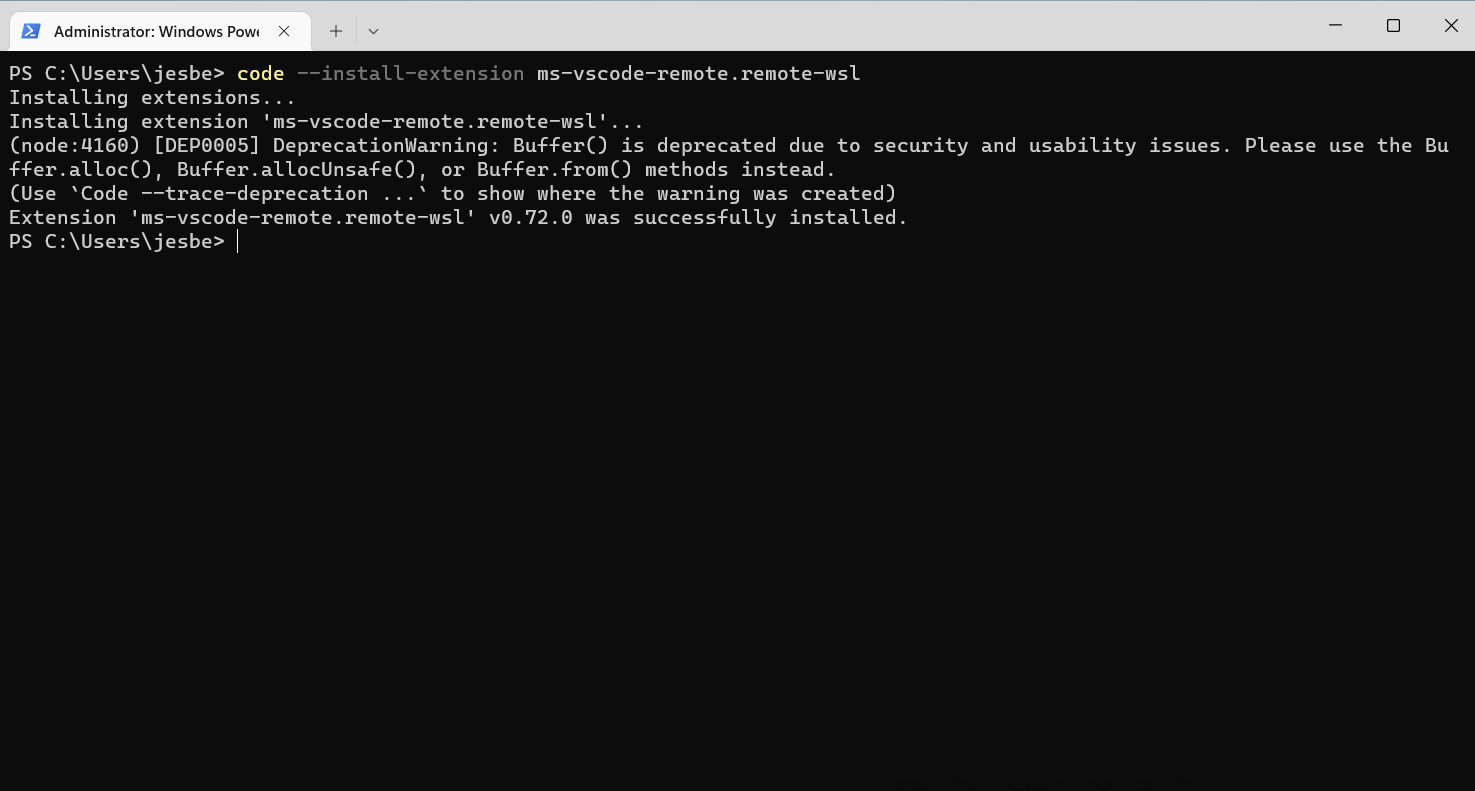 Administrator: Windows Powe
PS C:\Users\jesbe> code --install-extension ms-vscode-remote.remote-wsl
Installing extensions...
Installing extension 'ms-vscode-remote.remote-wsl'...
(node:4160) [DEP0005] DeprecationWarning: Buffer() is deprecated due to security and usability issues. Please use the Bu
ffer.alloc(), Buffer.allocUnsafe(), or Buffer.from() methods instead.
(Use `Code --trace-deprecation ...` to show where the warning was created)
Extension 'ms-vscode-remote.remote-wsl' v0.72.0 was successfully installed.
PS C:\Users\jesbe>